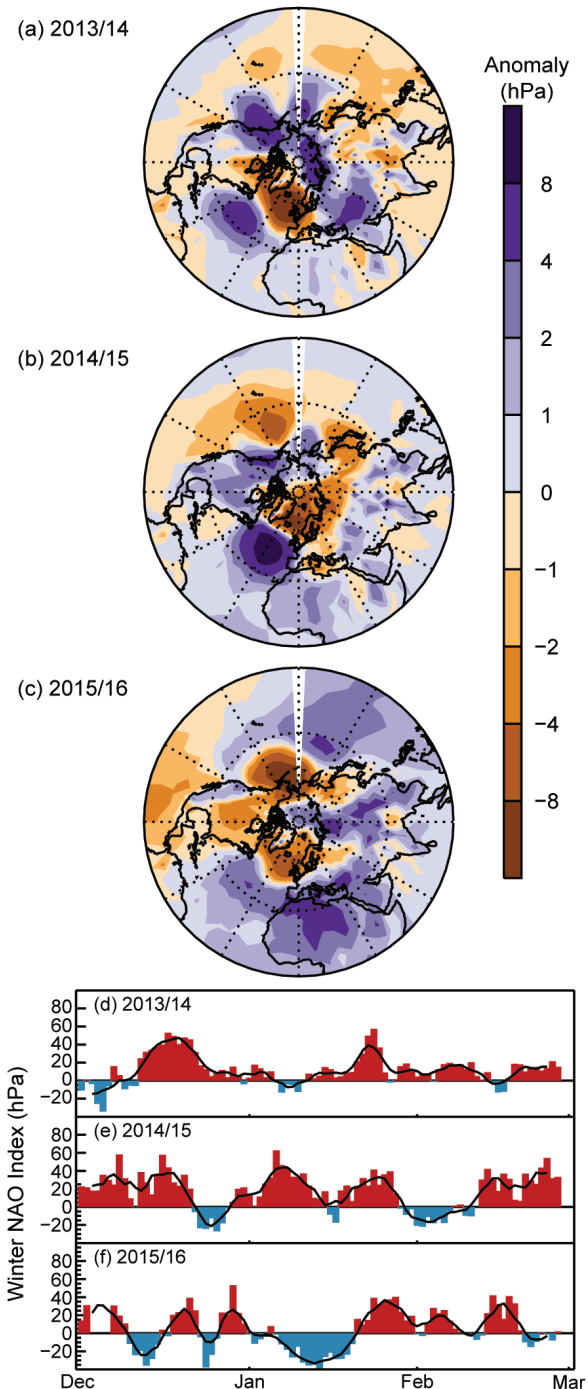 (a) 2013/14
Anomaly
(hPa)
8
4
2
(b) 2014/15
1
0
−1
−2
(c) 2015/16
−4
−8
Winter NAO Index (hPa)
80
60
40
20
0
−20
(d) 2013/14
80
60
40
20
0
−20
(e) 2014/15
80
60
40
20
0
−20
(f) 2015/16
Dec Jan Feb Mar